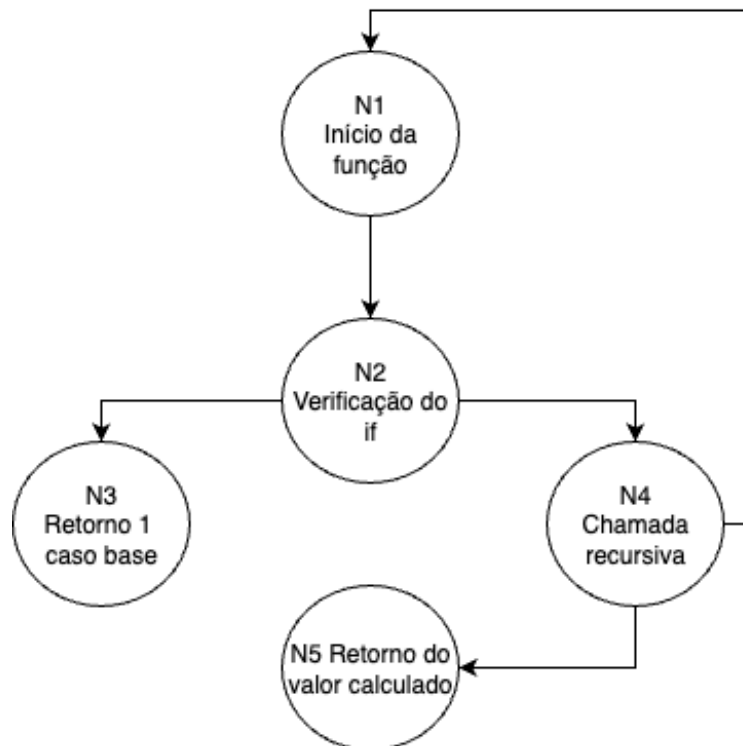 N1
Início da
função
N2
Verificação do
if
N3
Retorno 1
caso base
N4
Chamada
recursiva
N5 Retorno do
valor calculado